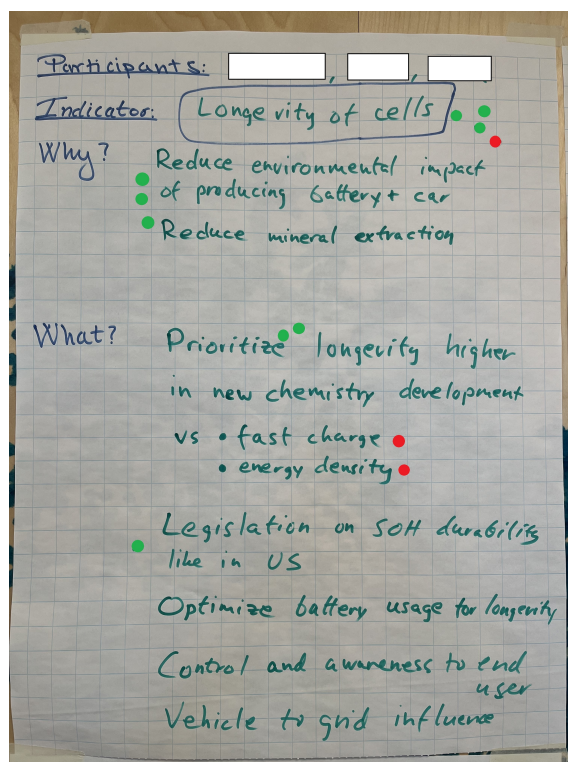 Participants: , ,
Indicator: Longevity of cells
Why? Reduce environmental impact
of producing battery + car
Reduce mineral extraction
What? Prioritize longevity higher
in new chemistry development
vs • fast charge
• energy density
Legislation on SOH durability
like in US
Optimize battery usage for longevity
Control and awareness to end
user
Vehicle to grid influence